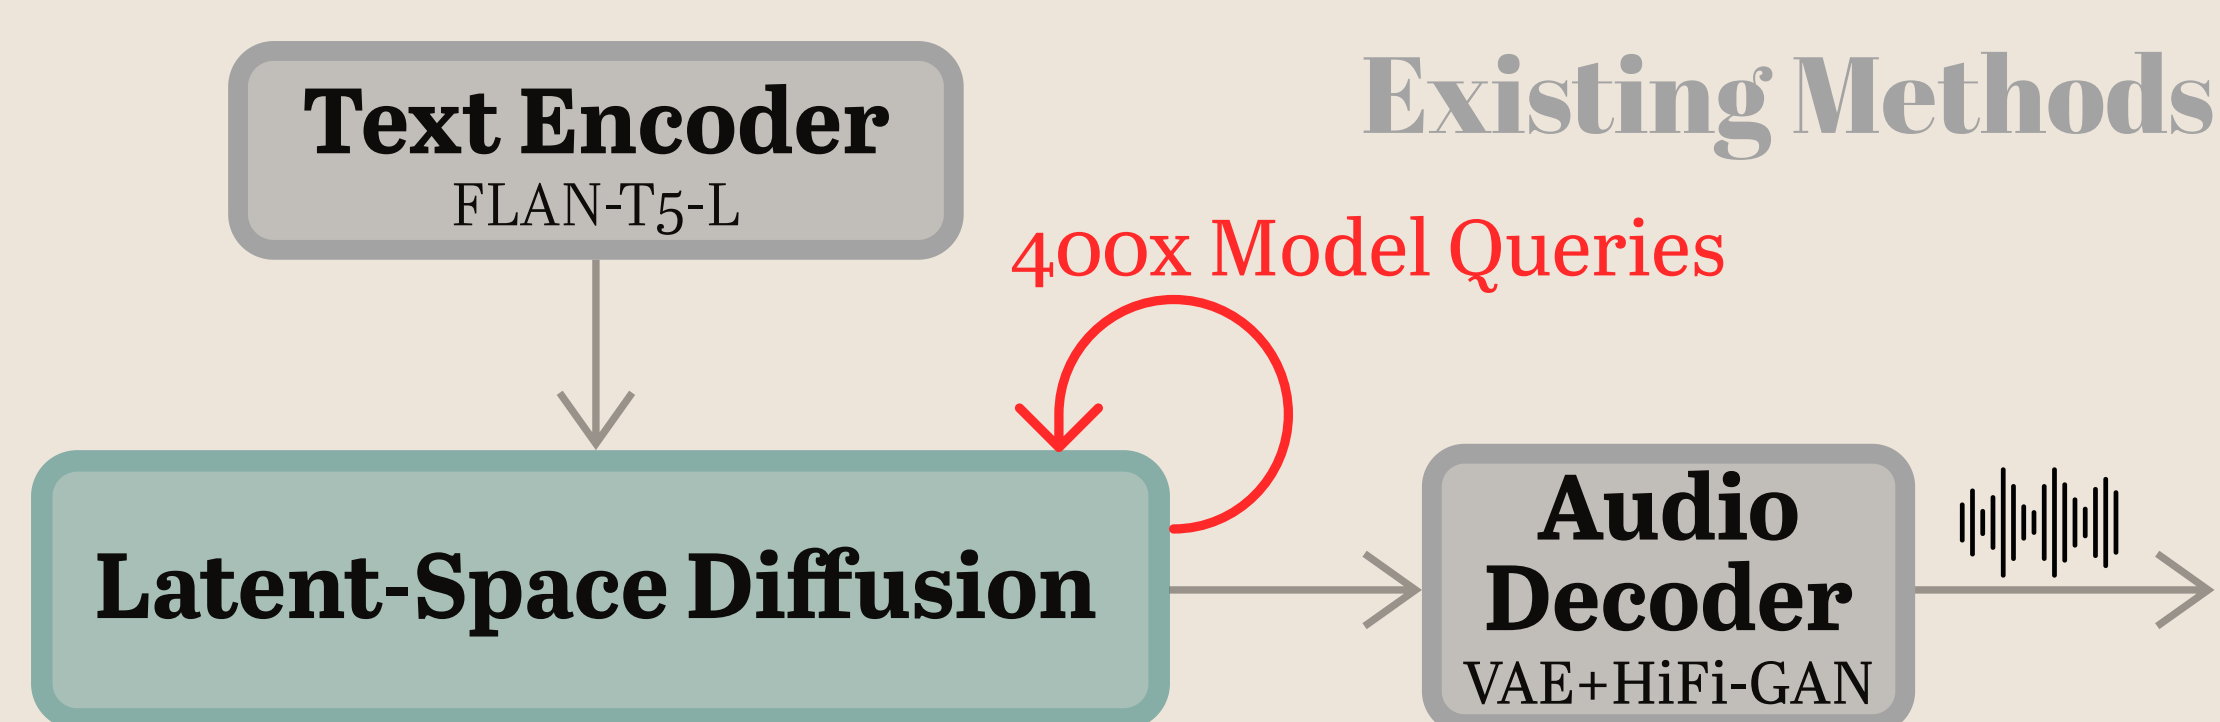 Existing Methods
Text Encoder
FLAN-T5-L
400x Model Queries
Latent-Space Diffusion
Audio
Decoder
VAE+HiFi-GAN